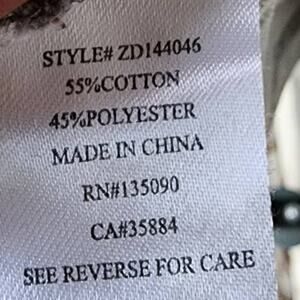 STYLE# ZD144046
55%COTTON
45%POLYESTER
MADE IN CHINA
RN#135090
CA#35884
SEE REVERSE FOR CARE